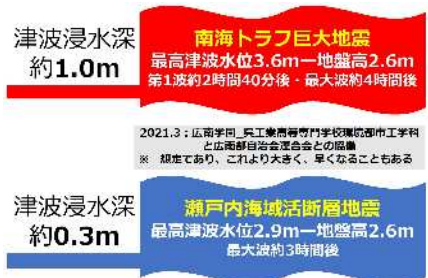 津波浸水深
約1.0m
南海トラフ巨大地震
最高津波水位3.6m－地盤高2.6m
第1波約2時間40分後・最大波約4時間後
2021.3：広南学園_呉工業高等専門学校環境都市工学科
と広南部自治会連合会との協働
※ 想定であり、これより大きく、早くなることもある
津波浸水深
約0.3m
瀬戸内海域活断層地震
最高津波水位2.9m－地盤高2.6m
最大波約3時間後